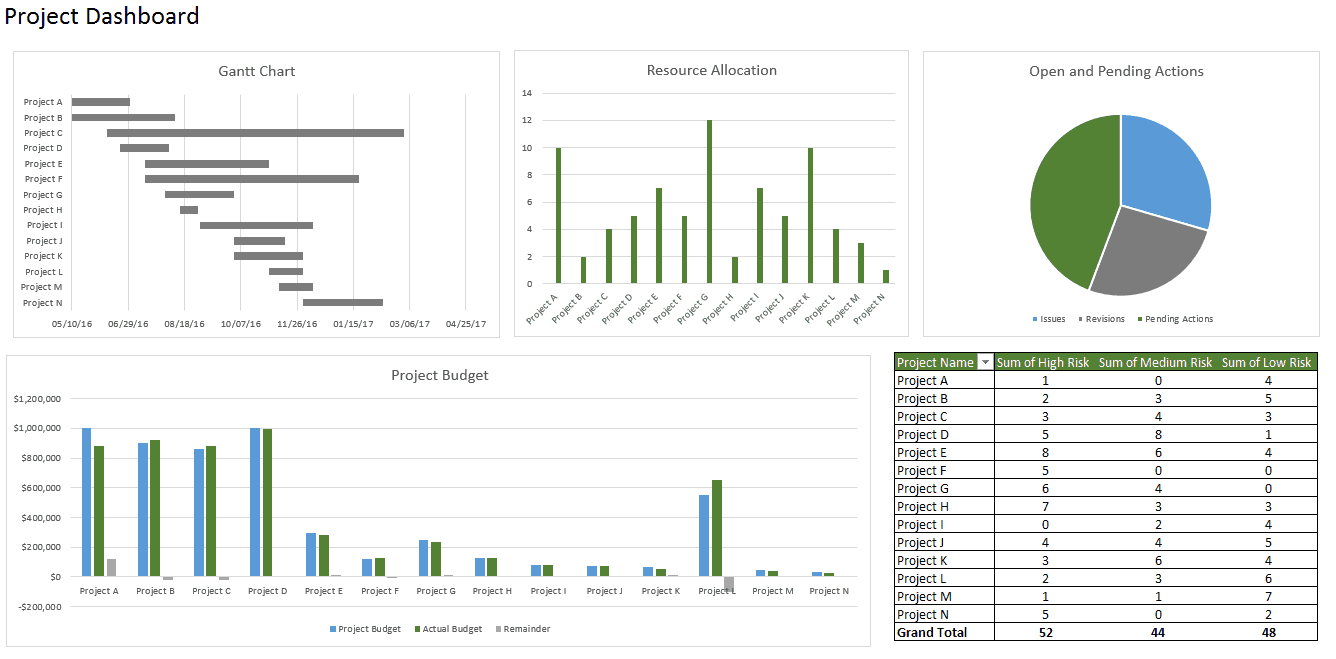 Project Dashboard
Gantt Chart
Project A
Project B
Project C
Project D
Project E
Project F
Project G
Project H
Project I
Project J
Project K
Project L
Project M
Project N
05/10/16 06/29/16 08/18/16 10/07/16 11/26/16 01/15/17 03/06/17 04/25/17
Resource Allocation
14
12
10
8
6
4
2
0
Project A Project B Project C Project D Project E Project F Project G Project H Project I Project J Project K Project L Project M Project N
Open and Pending Actions
Issues Revisions Pending Actions
Project Budget
$1,200,000
$1,000,000
$800,000
$600,000
$400,000
$200,000
$0
-$200,000
Project A Project B Project C Project D Project E Project F Project G Project H Project I Project J Project K Project L Project M Project N
Project Budget Actual Budget Remainder
Project Name Sum of High Risk Sum of Medium Risk Sum of Low Risk
Project A 1 0 4
Project B 2 3 5
Project C 3 4 3
Project D 5 8 1
Project E 8 6 4
Project F 5 0 0
Project G 6 4 0
Project H 7 3 3
Project I 0 2 4
Project J 4 4 5
Project K 3 6 4
Project L 2 3 6
Project M 1 1 7
Project N 5 0 2
Grand Total 52 44 48